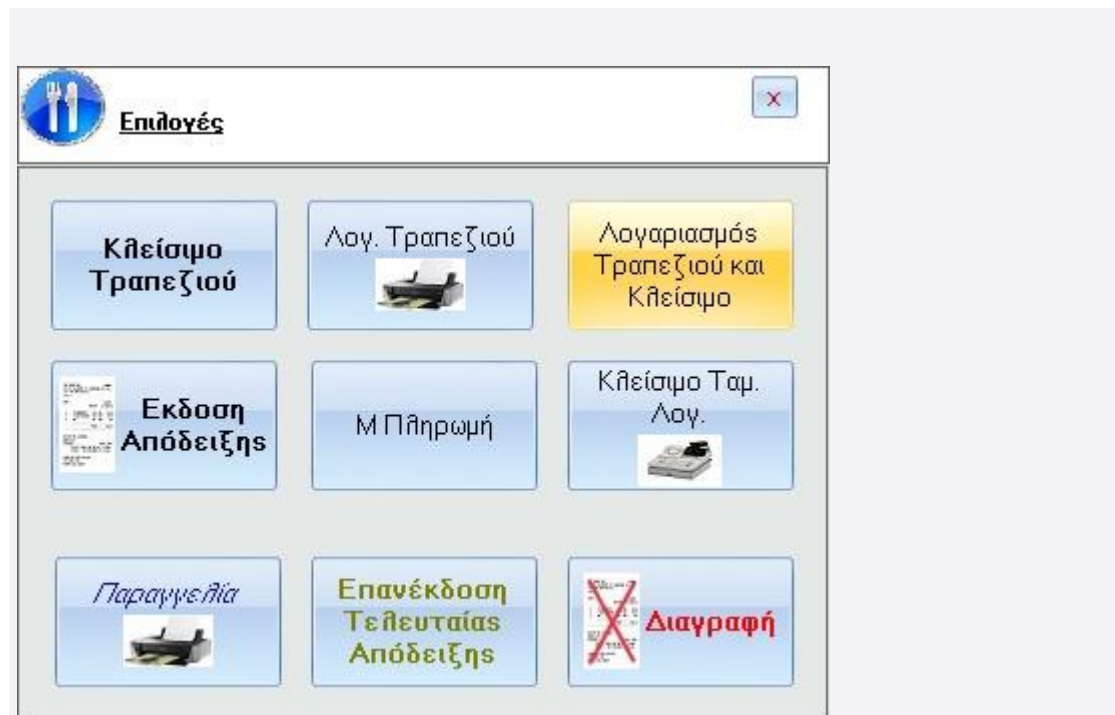 Επιλογές
x
Κλείσιμο
Τραπεζιού
Λογ. Τραπεζιού
Λογαριασμός
Τραπεζιού και
Κλείσιμο
Εκδοση
Απόδειξης
Μ Πληρωμή
Κλείσιμο Ταμ.
Λογ.
Παραγγελία
Επανέκδοση
Τελευταίας
Απόδειξης
Διαγραφή